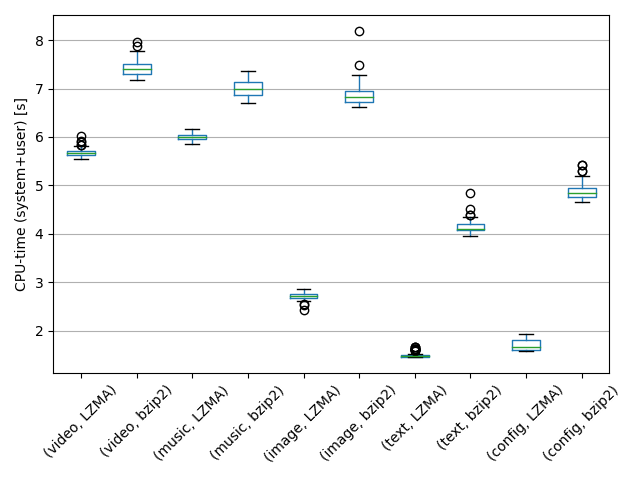 CPU-time (system+user) [s]
8
7
6
5
4
3
2
(video, LZMA)
(video, bzip2)
(music, LZMA)
(music, bzip2)
(image, LZMA)
(image, bzip2)
(text, LZMA)
(text, bzip2)
(config, LZMA)
(config, bzip2)